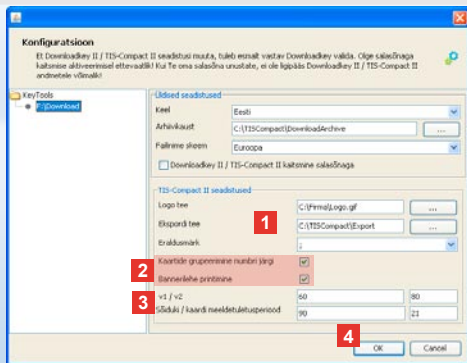 Konfiguratsioon
Et Downloadkey II / TIS-Compact II seadistusi muuta, tuleb esmalt vastav Downloadkey valida. Olge salasõnaga
kaitsmise aktiveerimisel ettevaatlik! Kui Te oma salasõna unustate, ei ole ligipääs Downloadkey II / TIS-Compact II
andmetele võimalik!
KeyTools
F:\Download
Üldised seadistused
Keel
Eesti
Arhiivikaust
C:\TISCompact\DownloadArchive
...
Failinime skeem
Euroopa
Downloadkey II / TIS-Compact II kaitsmine salasõnaga
TIS-Compact II seadistused
Logo tee
C:\Firma\Logo.gif
...
1
Ekspordi tee
C:\TISCompact\Export
...
Eraldusmärk
;
2
Kaartide grupeerimine numbri järgi
Bannerilehe printimine
3
v1 / v2
60
80
Sõiduki / kaardi meeldetuletusperiood
90
21
4
OK
Cancel